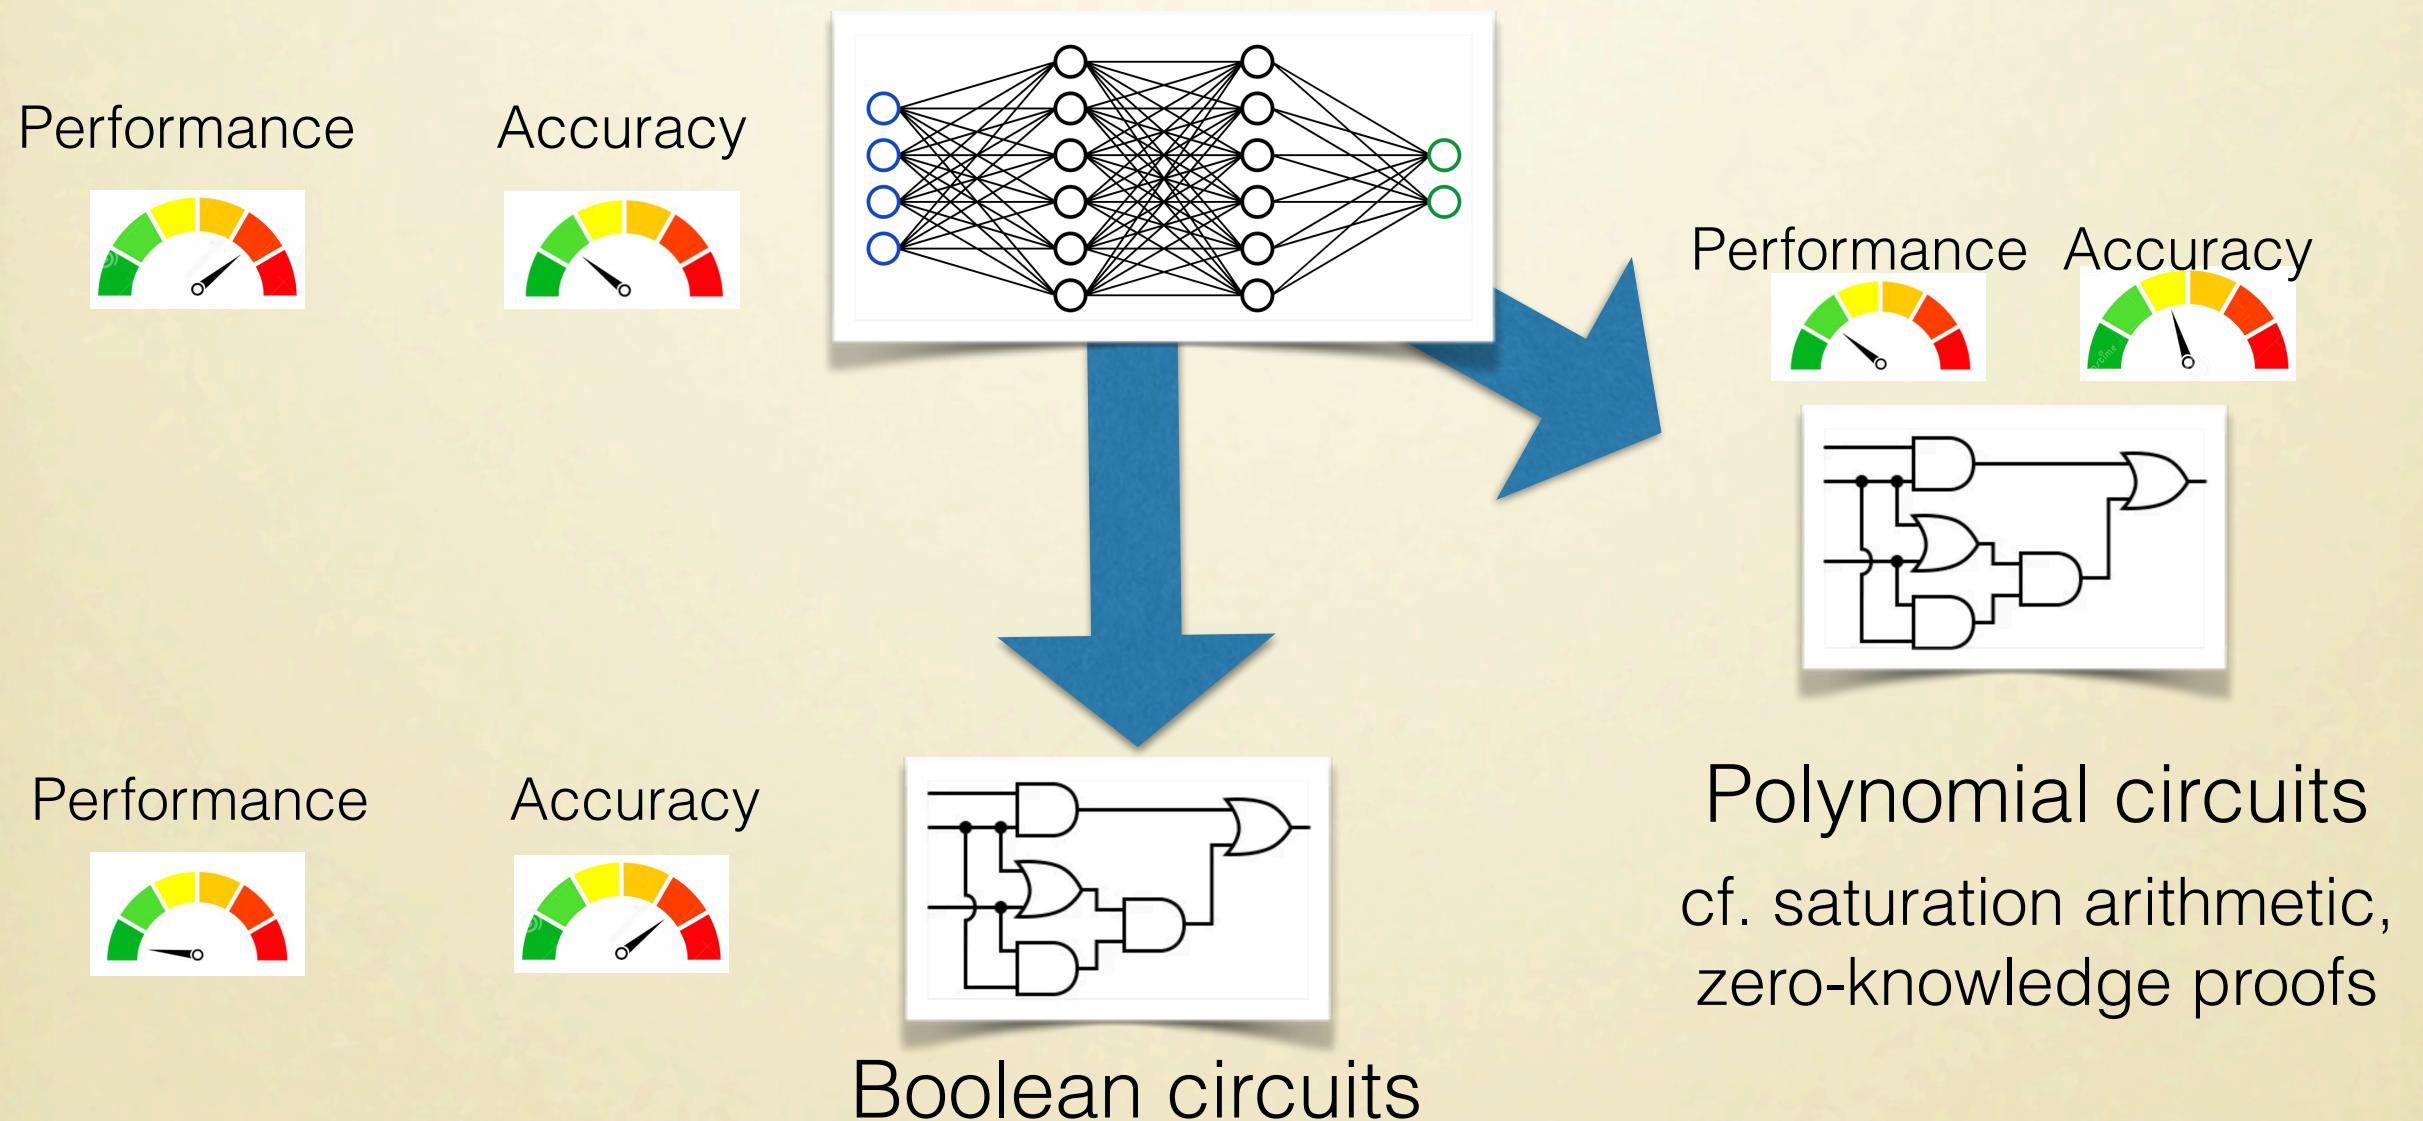 Performance
Accuracy
Performance
Accuracy
Performance
Accuracy
Boolean circuits
Polynomial circuits
cf. saturation arithmetic,
zero-knowledge proofs